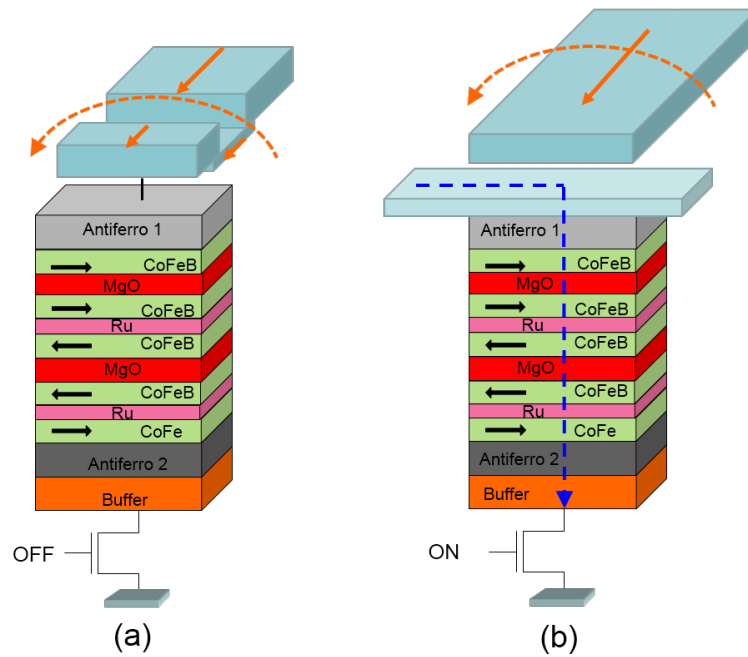 Antiferro 1
CoFeB
MgO
CoFeB
Ru
CoFeB
MgO
CoFeB
Ru
CoFe
Antiferro 2
Buffer
OFF
(a)
Antiferro 1
CoFeB
MgO
CoFeB
Ru
CoFeB
MgO
CoFeB
Ru
CoFe
Antiferro 2
Buffer
ON
(b)